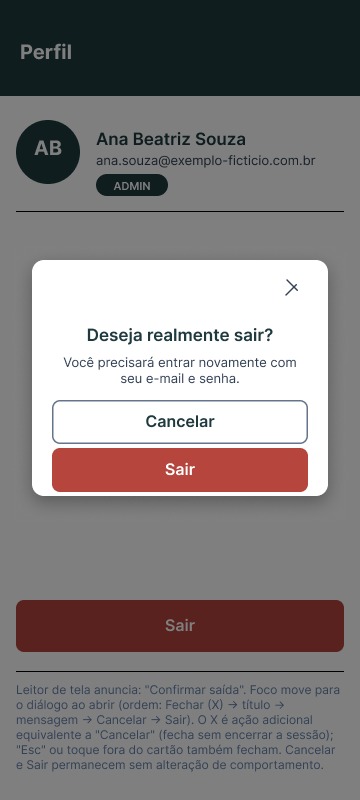 Perfil
AB
Ana Beatriz Souza
ana.souza@exemplo-ficticio.com.br
ADMIN
Deseja realmente sair?
Você precisará entrar novamente com
seu e-mail e senha.
Cancelar
Sair
Sair
Leitor de tela anuncia: "Confirmar saída". Foco move para
o diálogo ao abrir (ordem: Fechar (X) → título →
mensagem → Cancelar → Sair). O X é ação adicional
equivalente a "Cancelar" (fecha sem encerrar a sessão);
"Esc" ou toque fora do cartão também fecham. Cancelar
e Sair permanecem sem alteração de comportamento.